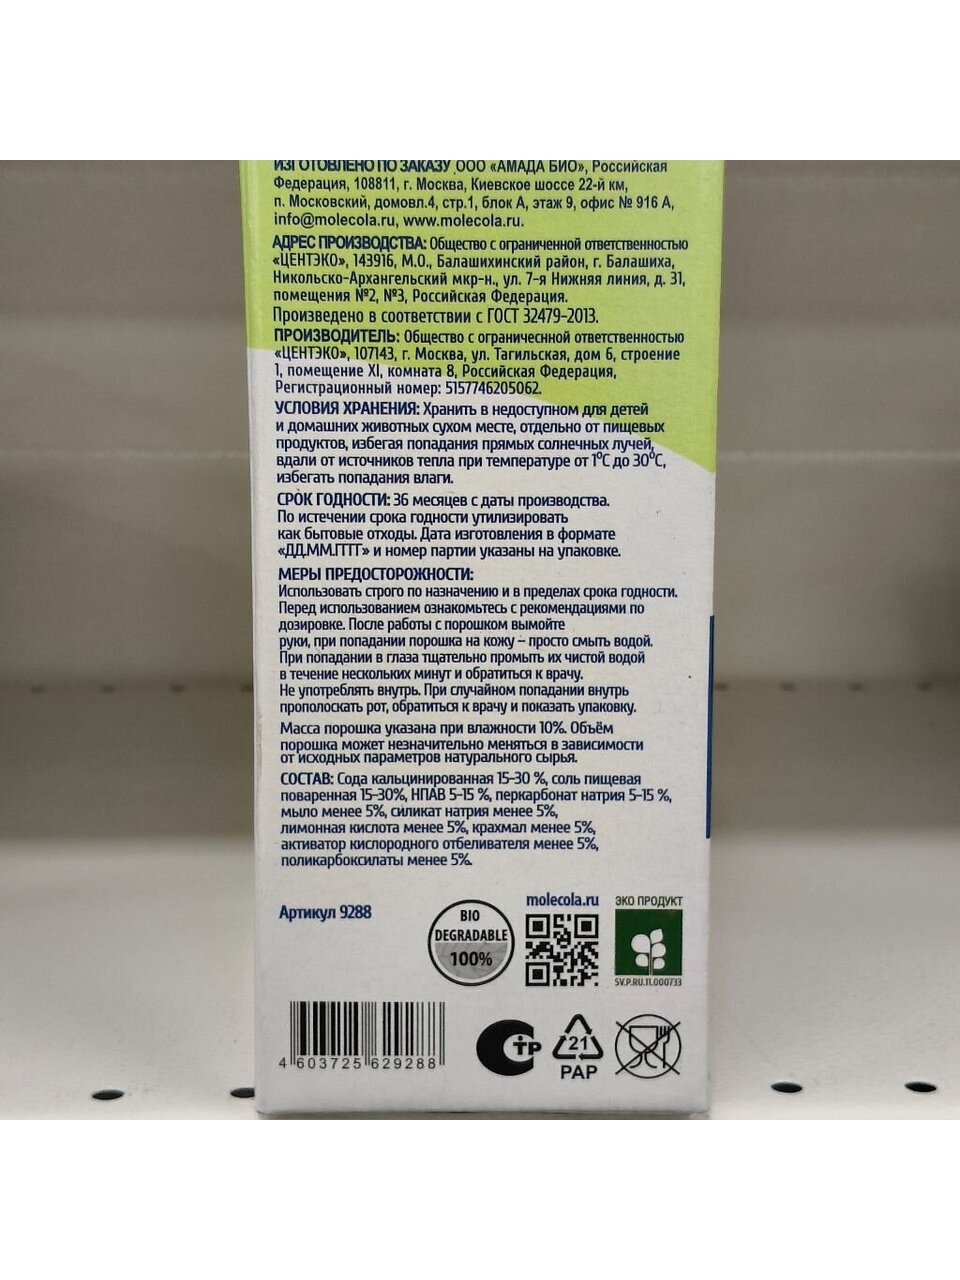 ИЗГОТОВЛЕНО ПО ЗАКАЗУ ООО «АМАДА БИО», Российская
Федерация, 108811, г. Москва, Киевское шоссе 22-й км,
п. Московский, домовл.4, стр.1, блок А, этаж 9, офис № 916 А,
info@molecola.ru, www.molecola.ru.
АДРЕС ПРОИЗВОДСТВА: Общество с ограниченной ответственностью
«ЦЕНТЭКО», 143916, М.О., Балашихинский район, г. Балашиха,
Никольско-Архангельский мкр-н., ул. 7-я Нижняя линия, д. 31,
помещения №2, №3, Российская Федерация.
Произведено в соответствии с ГОСТ 32479-2013.
ПРОИЗВОДИТЕЛЬ: Общество с ограничеснной ответственностью
«ЦЕНТЭКО», 107143, г. Москва, ул. Тагильская, дом 6, строение
1, помещение XI, комната 8, Российская Федерация,
Регистрационный номер: 5157746205062.
УСЛОВИЯ ХРАНЕНИЯ: Хранить в недоступном для детей
и домашних животных сухом месте, отдельно от пищевых
продуктов, избегая попадания прямых солнечных лучей,
вдали от источников тепла при температуре от 1°С до 30°С,
избегать попадания влаги.
СРОК ГОДНОСТИ: 36 месяцев с даты производства.
По истечении срока годности утилизировать
как бытовые отходы. Дата изготовления в формате
«ДД.ММ.ГГГГ» и номер партии указаны на упаковке.
МЕРЫ ПРЕДОСТОРОЖНОСТИ:
Использовать строго по назначению и в пределах срока годности.
Перед использованием ознакомьтесь с рекомендациями по
дозировке. После работы с порошком вымойте
руки, при попадании порошка на кожу – просто смыть водой.
При попадании в глаза тщательно промыть их чистой водой
в течение нескольких минут и обратиться к врачу.
Не употреблять внутрь. При случайном попадании внутрь
прополоскать рот, обратиться к врачу и показать упаковку.
Масса порошка указана при влажности 10%. Объём
порошка может незначительно меняться в зависимости
от исходных параметров натурального сырья.
СОСТАВ: Сода кальцинированная 15-30 %, соль пищевая
поваренная 15-30%, НПАВ 5-15 %, перкарбонат натрия 5-15 %,
мыло менее 5%, силикат натрия менее 5%,
лимонная кислота менее 5%, крахмал менее 5%,
активатор кислородного отбеливателя менее 5%,
поликарбоксилаты менее 5%.
Артикул 9288
BIO
DEGRADABLE
100%
molecola.ru
ЭКО ПРОДУКТ
SV.P.RU.11.000733
4 603725 629288
СТР
21
PAP